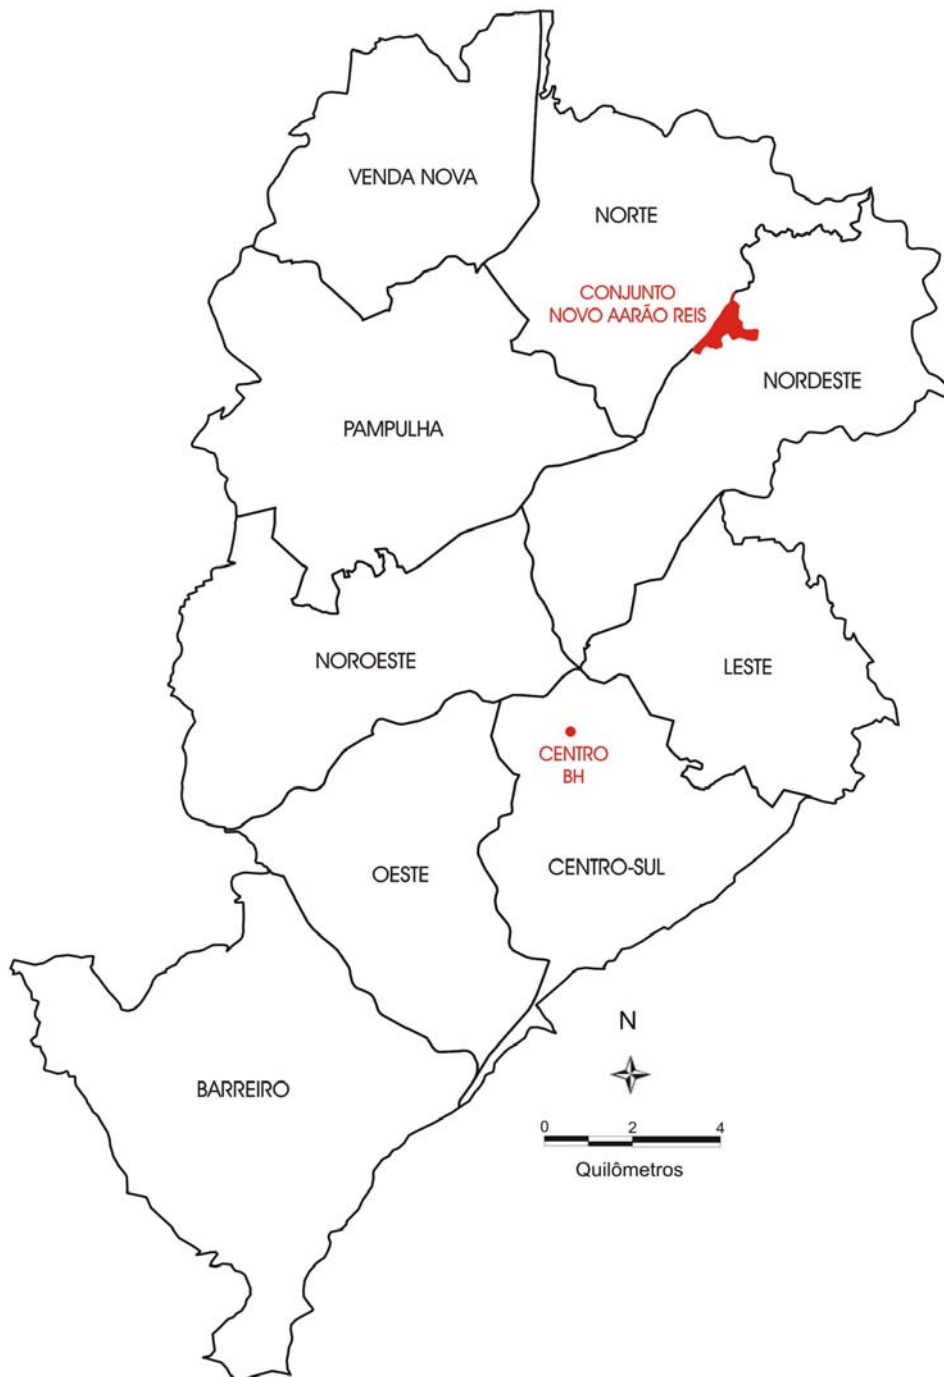 VENDA NOVA
NORTE
CONJUNTO
NOVO AARÃO REIS
NORDESTE
PAMPULHA
NOROESTE
LESTE
CENTRO
BH
OESTE
CENTRO-SUL
N
BARREIRO
0 2 4
Quilômetros